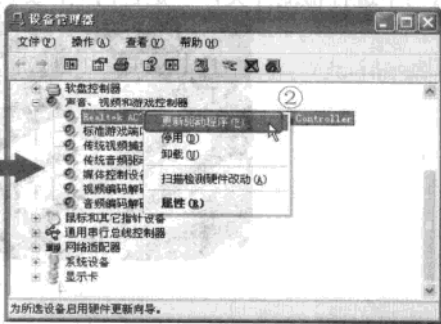 设备管理器
文件(F) 操作(A) 查看(V) 帮助(H)
软盘控制器
声音、视频和游戏控制器
②
Realtek AC
更新驱动程序(P)
Controller
标准游戏端
停用(D)
传统视频捕
卸载(U)
传统音频驱
媒体控制设
扫描检测硬件改动(A)
视频编码解
音频编码解
属性(R)
鼠标和其它指针设备
通用串行总线控制器
网络适配器
系统设备
显示卡
为所选设备启用硬件更新向导。